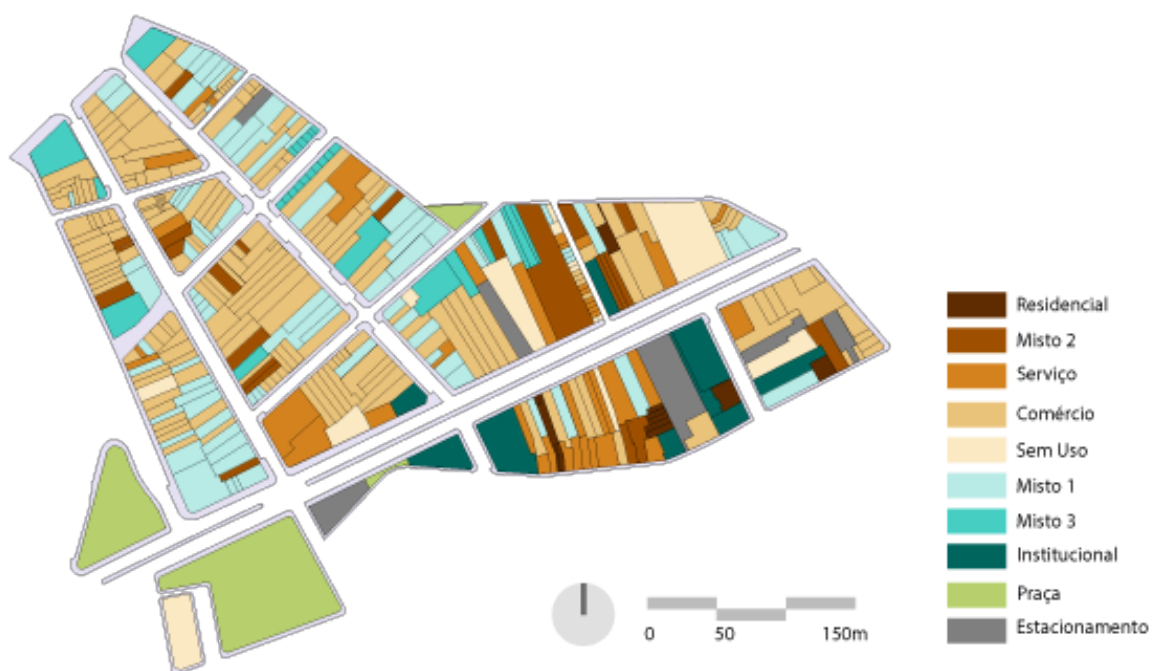 Residencial
Misto 2
Serviço
Comércio
Sem Uso
Misto 1
Misto 3
Institucional
Praça
Estacionamento
0 50 150m